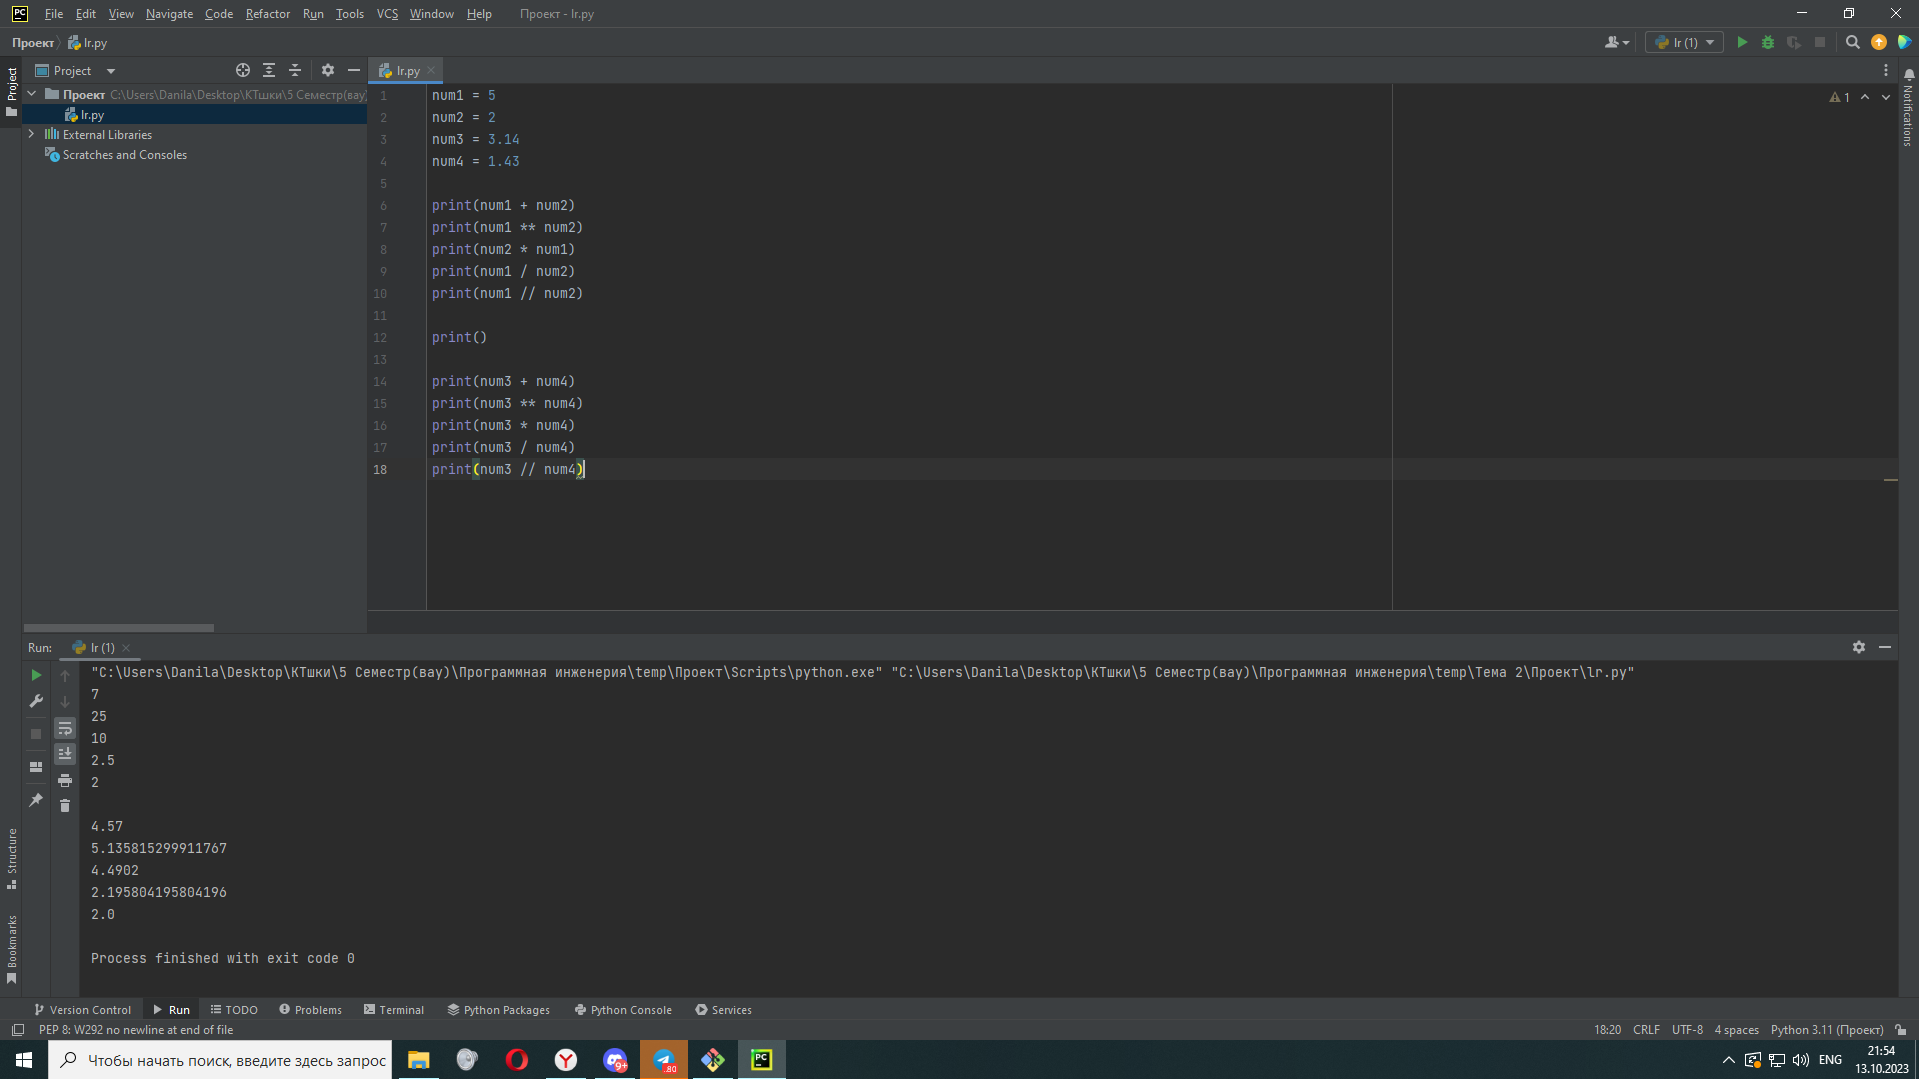 PC File Edit View Navigate Code Refactor Run Tools VCS Window Help Проект - lr.py
Проект lr.py lr (1)
Project
Проект C:\Users\Danila\Desktop\КТшки\5 Семестр(вау)
lr.py
External Libraries
Scratches and Consoles
lr.py
1 num1 = 5
2 num2 = 2
3 num3 = 3.14
4 num4 = 1.43
5
6 print(num1 + num2)
7 print(num1 ** num2)
8 print(num2 * num1)
9 print(num1 / num2)
10 print(num1 // num2)
11
12 print()
13
14 print(num3 + num4)
15 print(num3 ** num4)
16 print(num3 * num4)
17 print(num3 / num4)
18 print(num3 // num4)
1
Project
Notifications
Structure
Bookmarks
Run: lr (1)
"C:\Users\Danila\Desktop\КТшки\5 Семестр(вау)\Программная инженерия\temp\Проект\Scripts\python.exe" "C:\Users\Danila\Desktop\КТшки\5 Семестр(вау)\Программная инженерия\temp\Тема 2\Проект\lr.py"
7
25
10
2.5
2
4.57
5.135815299911767
4.4902
2.195804195804196
2.0
Process finished with exit code 0
Version Control Run TODO Problems Terminal Python Packages Python Console Services
PEP 8: W292 no newline at end of file 18:20 CRLF UTF-8 4 spaces Python 3.11 (Проект)
Чтобы начать поиск, введите здесь запрос 9+ ..80 PC ENG
21:54
13.10.2023